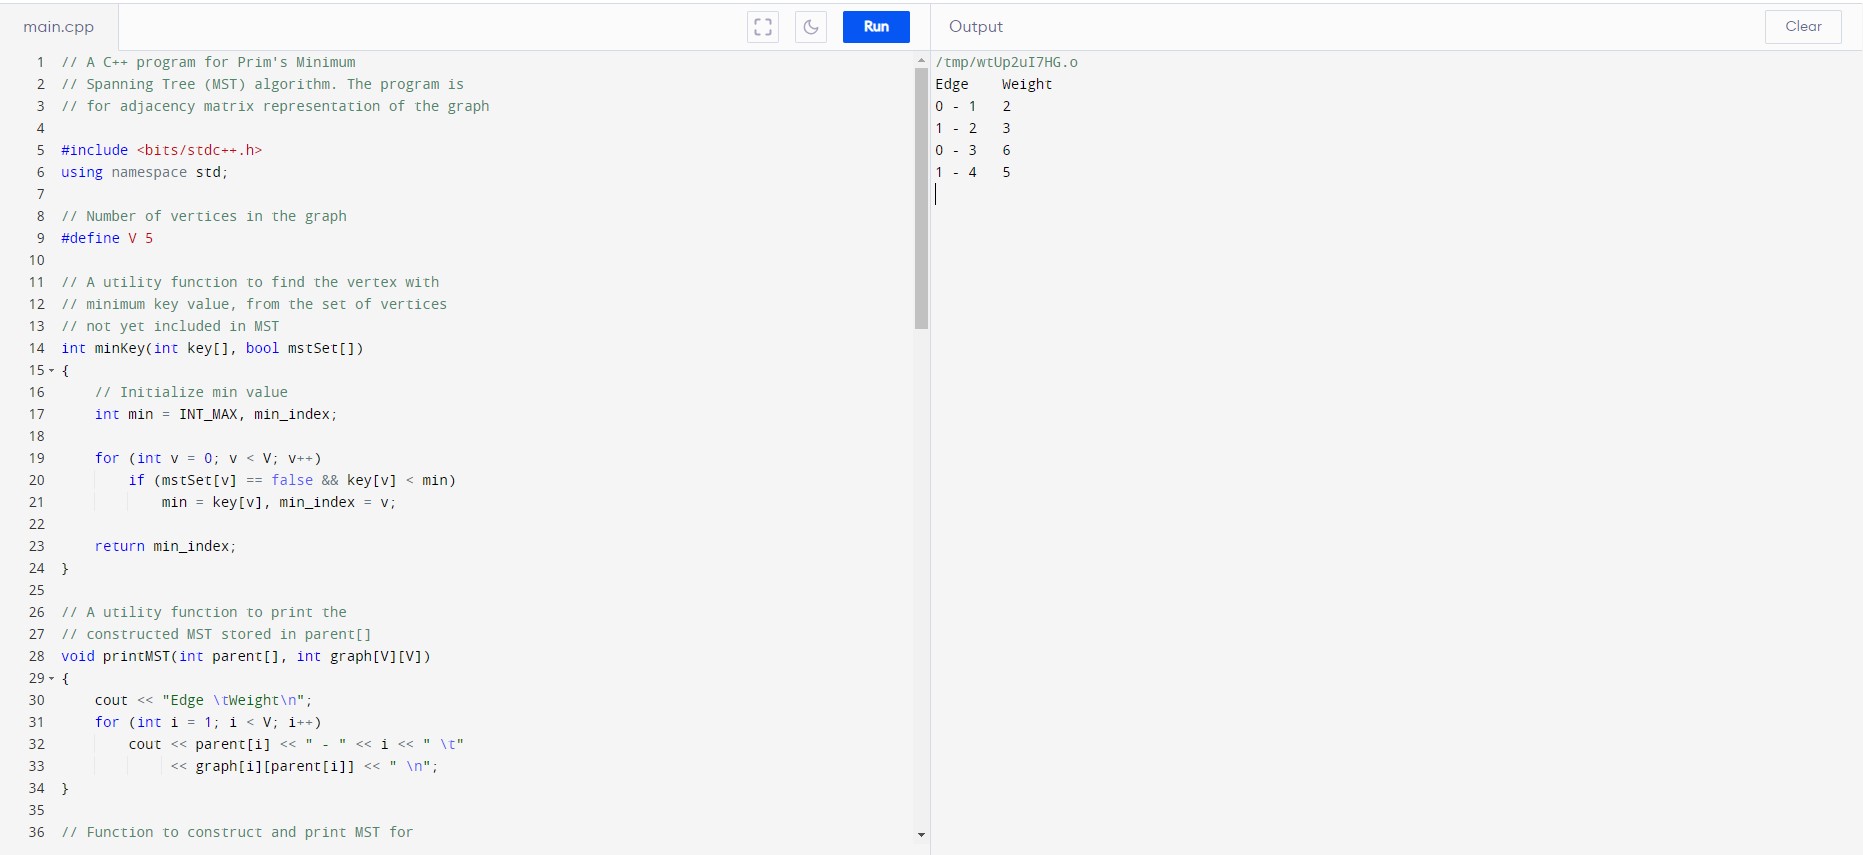 main.cpp
Run
Output
Clear
1 // A C++ program for Prim's Minimum
2 // Spanning Tree (MST) algorithm. The program is
3 // for adjacency matrix representation of the graph
4
5 #include <bits/stdc++.h>
6 using namespace std;
7
8 // Number of vertices in the graph
9 #define V 5
10
11 // A utility function to find the vertex with
12 // minimum key value, from the set of vertices
13 // not yet included in MST
14 int minKey(int key[], bool mstSet[])
15 {
16     // Initialize min value
17     int min = INT_MAX, min_index;
18
19     for (int v = 0; v < V; v++)
20         if (mstSet[v] == false && key[v] < min)
21             min = key[v], min_index = v;
22
23     return min_index;
24 }
25
26 // A utility function to print the
27 // constructed MST stored in parent[]
28 void printMST(int parent[], int graph[V][V])
29 {
30     cout << "Edge \tWeight\n";
31     for (int i = 1; i < V; i++)
32         cout << parent[i] << " - " << i << " \t"
33              << graph[i][parent[i]] << " \n";
34 }
35
36 // Function to construct and print MST for
/tmp/wtUp2uI7HG.o
Edge    Weight
0 - 1   2
1 - 2   3
0 - 3   6
1 - 4   5